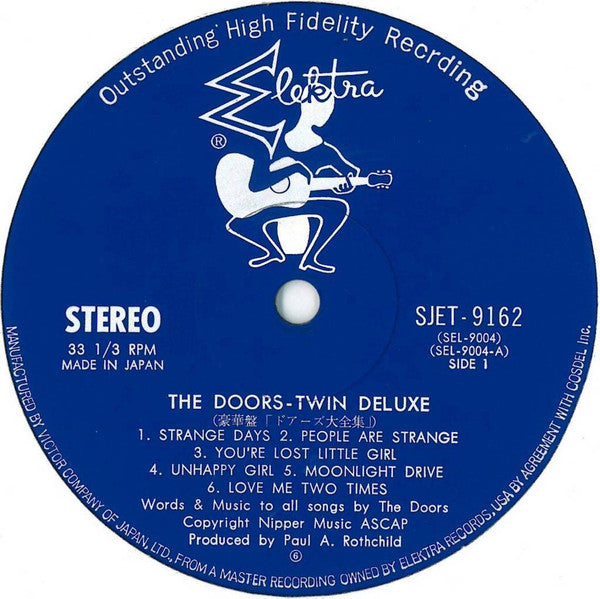 Outstanding High Fidelity Recrding
Elektra
®
STEREO
33 1/3 RPM
MADE IN JAPAN
SJET-9162
(SEL-9004)
(SEL-9004-A)
SIDE 1
THE DOORS-TWIN DELUXE
(豪華盤「ドアーズ大全集」)
1. STRANGE DAYS 2. PEOPLE ARE STRANGE
3. YOU'RE LOST LITTLE GIRL
4. UNHAPPY GIRL 5. MOONLIGHT DRIVE
6. LOVE ME TWO TIMES
Words & Music to all songs by The Doors
Copyright Nipper Music ASCAP
Produced by Paul A. Rothchild
⑥
MANUFACTURED BY VICTOR COMPANY OF JAPAN, LTD. FROM A MASTER RECORDING OWNED BY ELEKTRA RECORDS, USA BY AGREEMENT WITH COSDEL Inc.